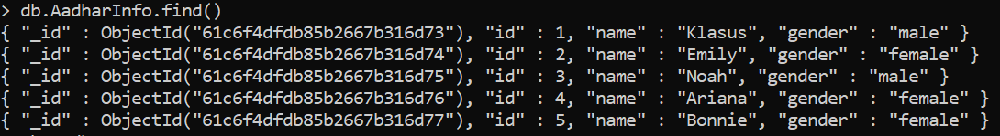 > db.AadharInfo.find()
{ "_id" : ObjectId("61c6f4dfdb85b2667b316d73"), "id" : 1, "name" : "Klasus", "gender" : "male" }
{ "_id" : ObjectId("61c6f4dfdb85b2667b316d74"), "id" : 2, "name" : "Emily", "gender" : "female" }
{ "_id" : ObjectId("61c6f4dfdb85b2667b316d75"), "id" : 3, "name" : "Noah", "gender" : "male" }
{ "_id" : ObjectId("61c6f4dfdb85b2667b316d76"), "id" : 4, "name" : "Ariana", "gender" : "female" }
{ "_id" : ObjectId("61c6f4dfdb85b2667b316d77"), "id" : 5, "name" : "Bonnie", "gender" : "female" }